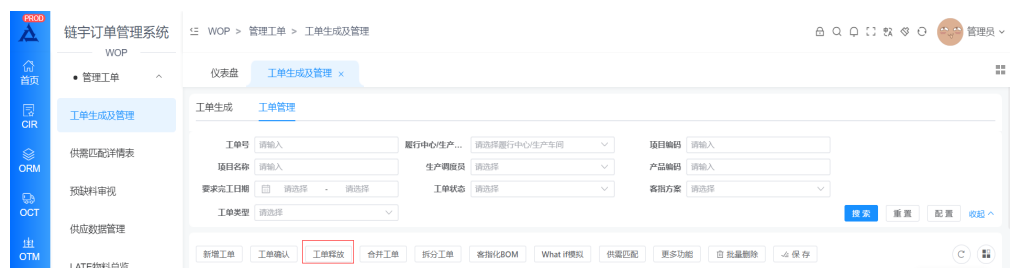 PROD
链宇订单管理系统
WOP > 管理工单 > 工单生成及管理
管理员
WOP
首页
管理工单
仪表盘
工单生成及管理 ×
CIR
工单生成及管理
工单生成
工单管理
工单号 请输入
履行中心/生产... 请选择履行中心/生产车间
项目编码 请输入
ORM
供需匹配详情表
项目名称 请输入
生产调度员 请选择
产品编码 请输入
预缺料审视
要求完工日期 请选择 - 请选择
工单状态 请选择
客指方案 请选择
OCT
工单类型 请选择
搜索 重置 配置 收起
供应数据管理
OTM
新增工单 工单确认 工单释放 合并工单 拆分工单 客指化BOM What if模拟 供需匹配 更多功能 批量删除 保存
LATE物料总览